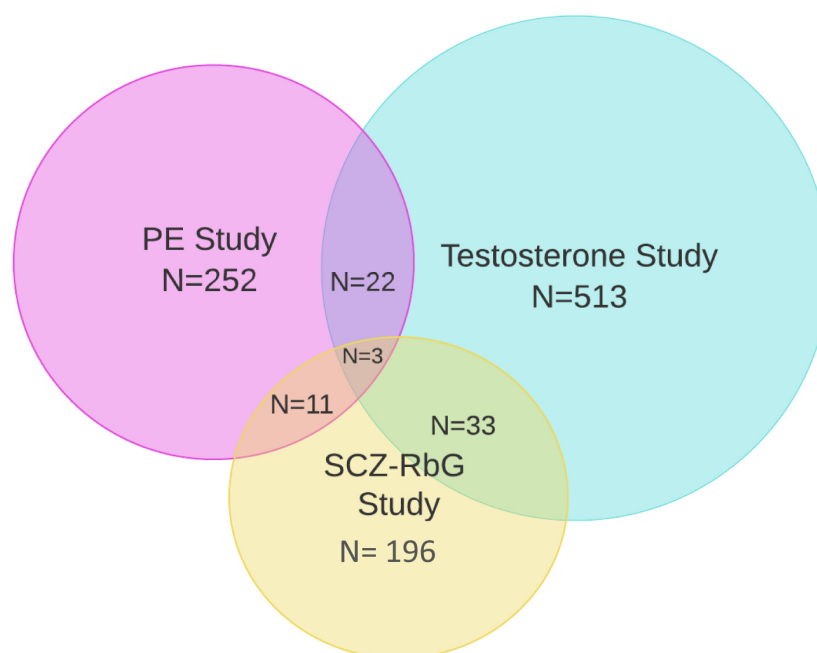 PE Study
N=252
N=22
Testosterone Study
N=513
N=3
N=11
N=33
SCZ-RbG
Study
N= 196